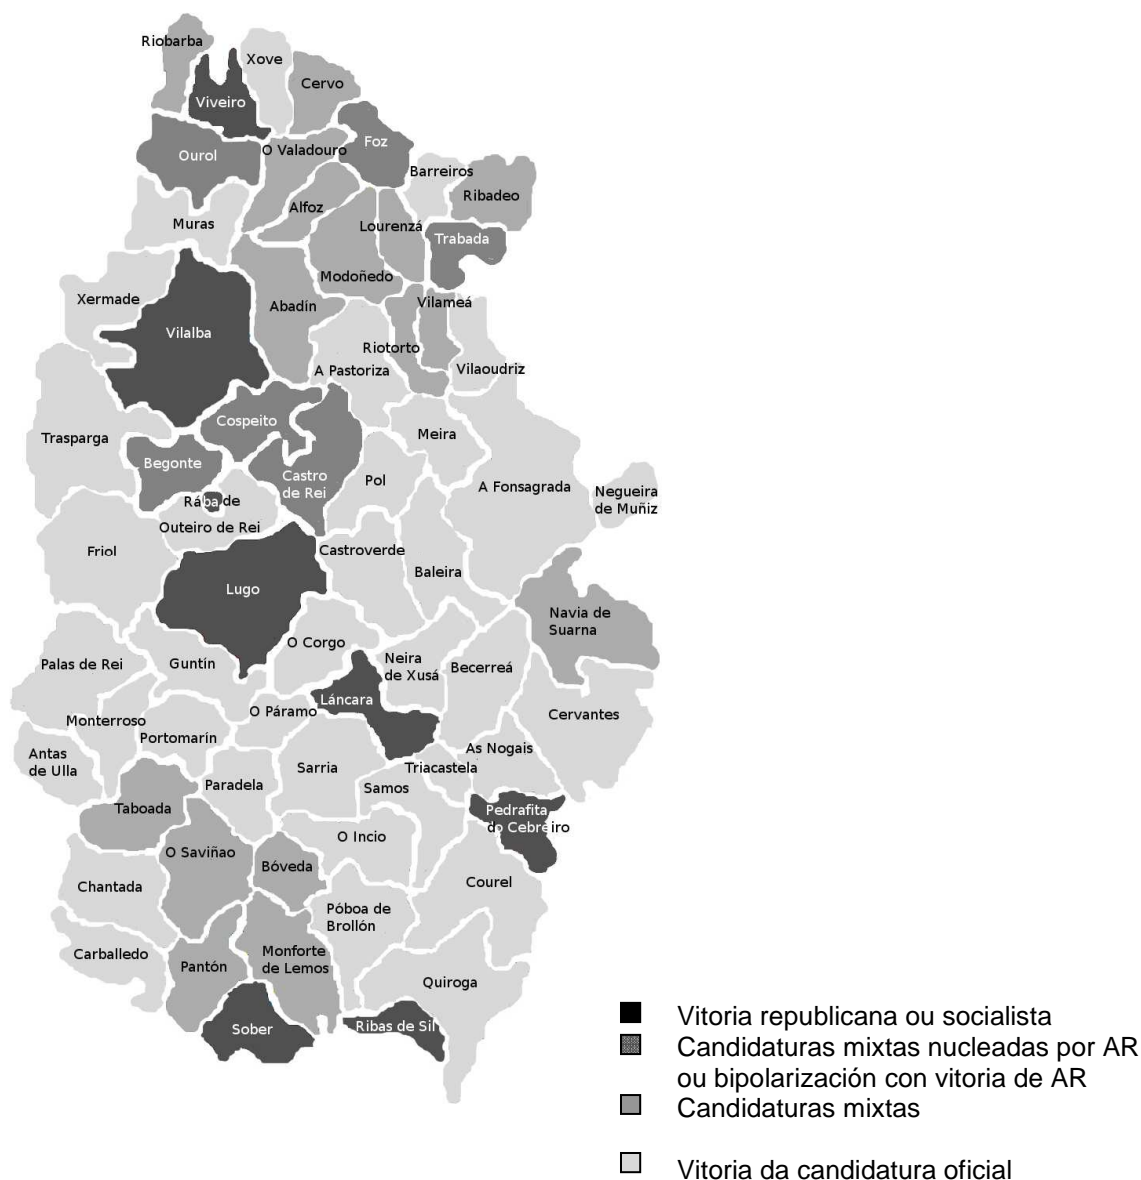 Riobarba
Xove
Cervo
Viveiro
Foz
O Valadouro
Ourol
Barreiros
Ribadeo
Alfoz
Muras
Lourenzá
Trabada
Modoñedo
Xermade
Abadín
Vilameá
Vilalba
Riotorto
A Pastoriza
Vilaoudriz
Cospeito
Trasparga
Meira
Begonte
Castro
de Rei
Pol
A Fonsagrada
Negueira
de Muñiz
Rábade
Outeiro de Rei
Friol
Castroverde
Baleira
Lugo
Navia de
Suarna
O Corgo
Palas de Rei
Guntín
Neira
de Xusá
Becerreá
Láncara
O Páramo
Cervantes
Monterroso
Portomarín
As Nogais
Antas
de Ulla
Sarria
Triacastela
Paradela
Samos
Taboada
Pedrafita
do Cebreiro
O Incio
O Saviñao
Bóveda
Chantada
Courel
Póboa de
Brollón
Carballedo
Pantón
Monforte
de Lemos
Quiroga
Sober
Ribas de Sil
Vitoria republicana ou socialista
Candidaturas mixtas nucleadas por AR
ou bipolarización con vitoria de AR
Candidaturas mixtas
Vitoria da candidatura oficial